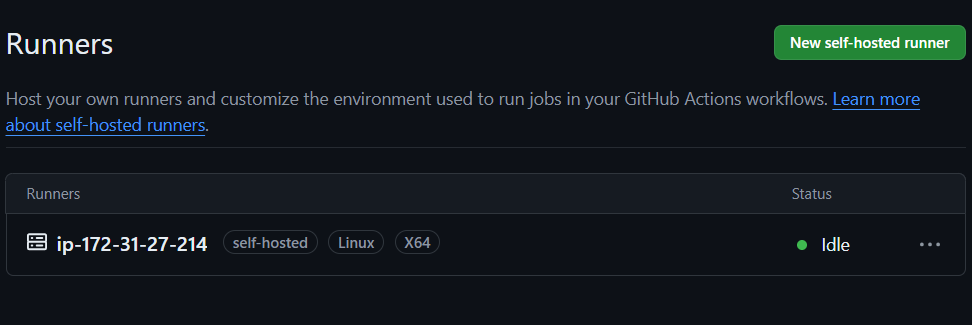 Runners
New self-hosted runner
Host your own runners and customize the environment used to run jobs in your GitHub Actions workflows. Learn more
about self-hosted runners.
Runners Status
ip-172-31-27-214 self-hosted Linux X64 Idle